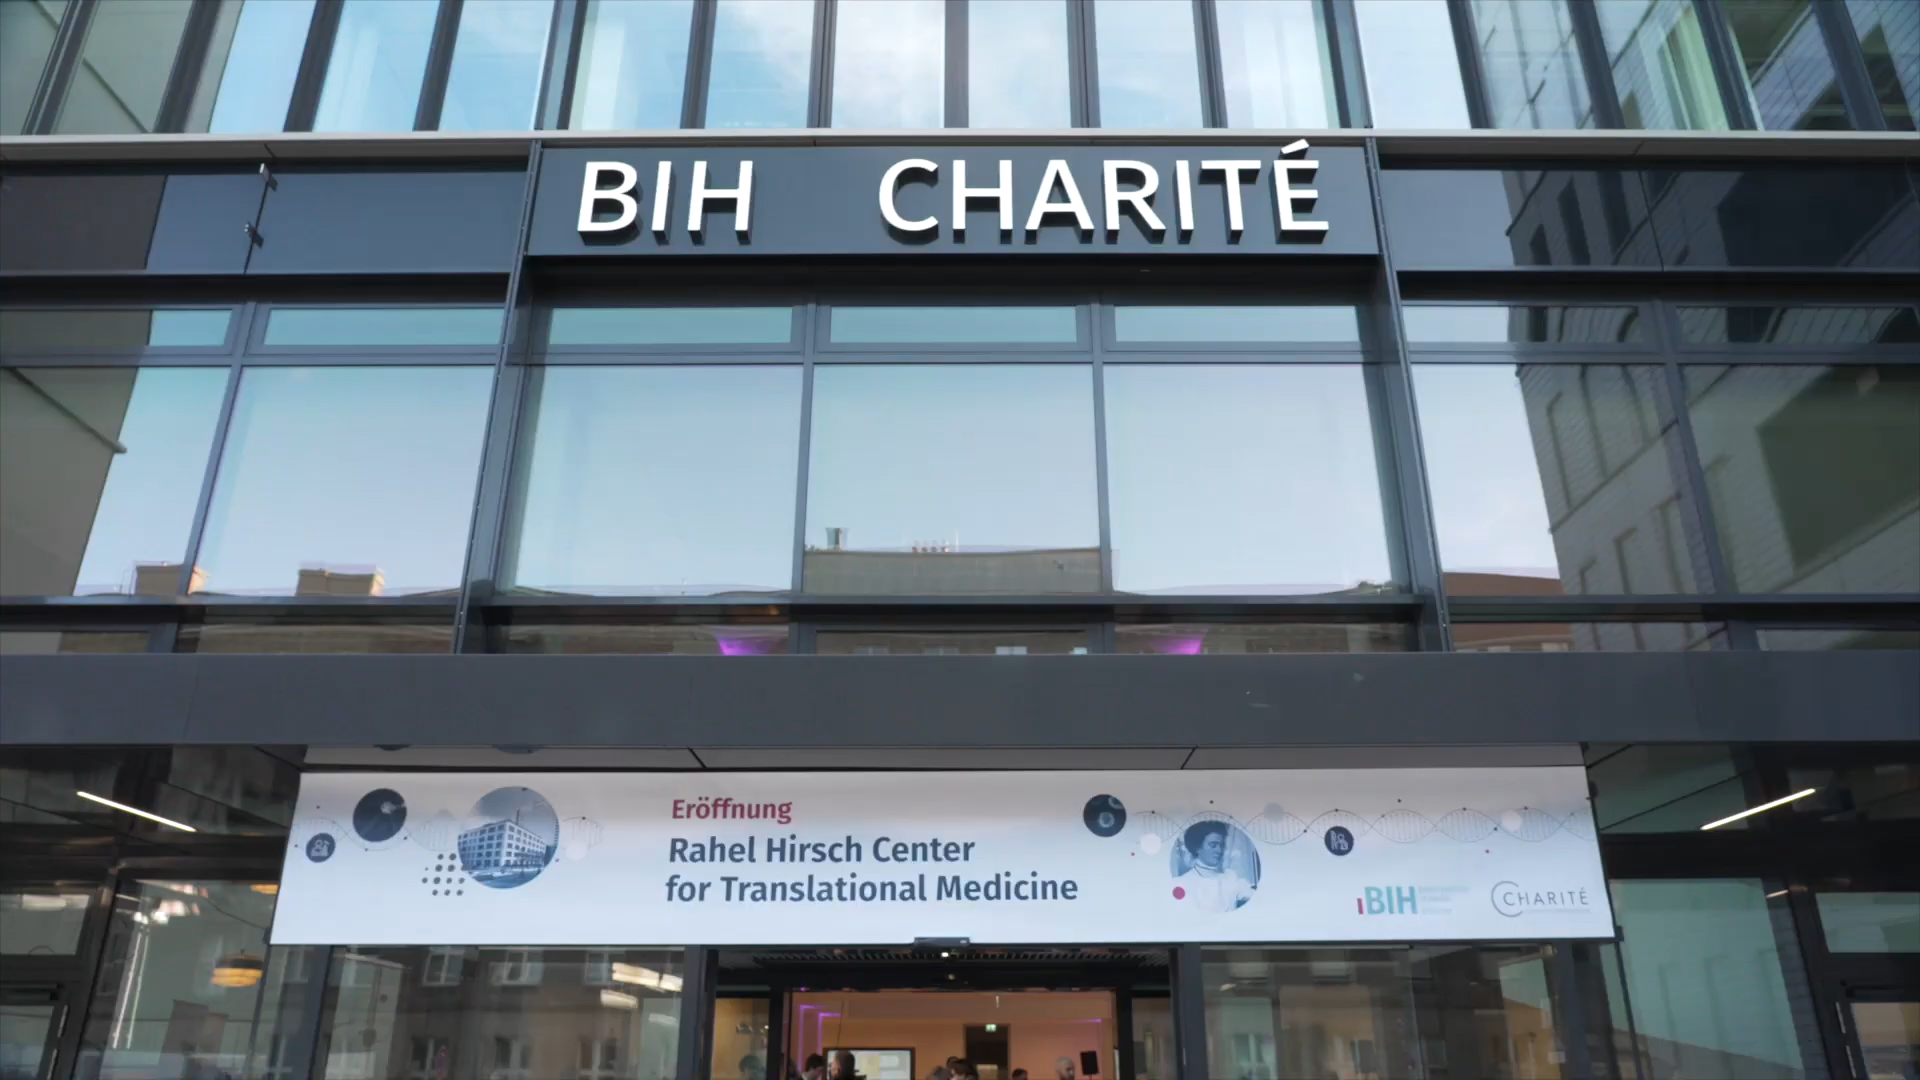 BIH CHARITÉ
Eröffnung
Rahel Hirsch Center
for Translational Medicine
BIH
CHARITÉ